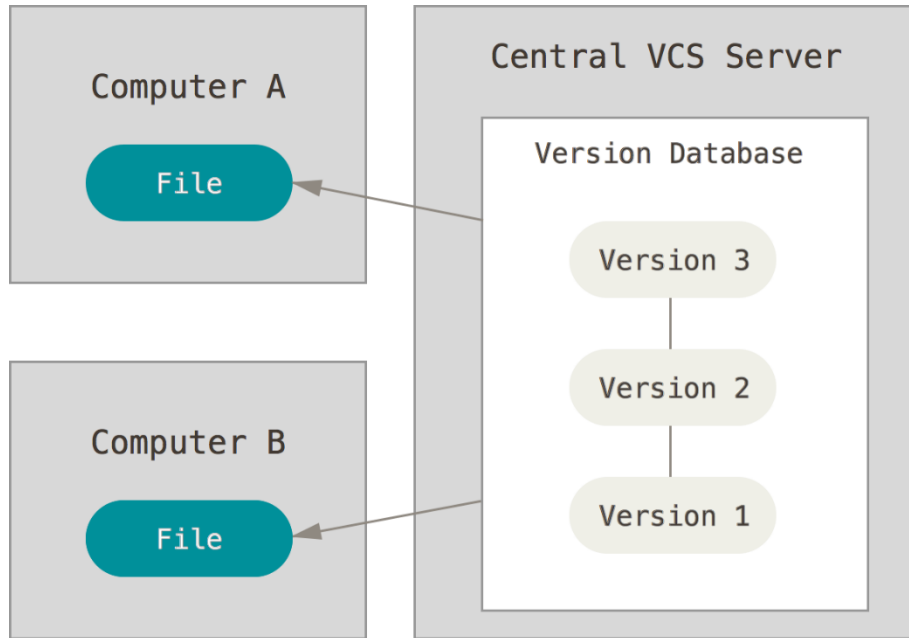 Computer A
File
Computer B
File
Central VCS Server
Version Database
Version 3
Version 2
Version 1